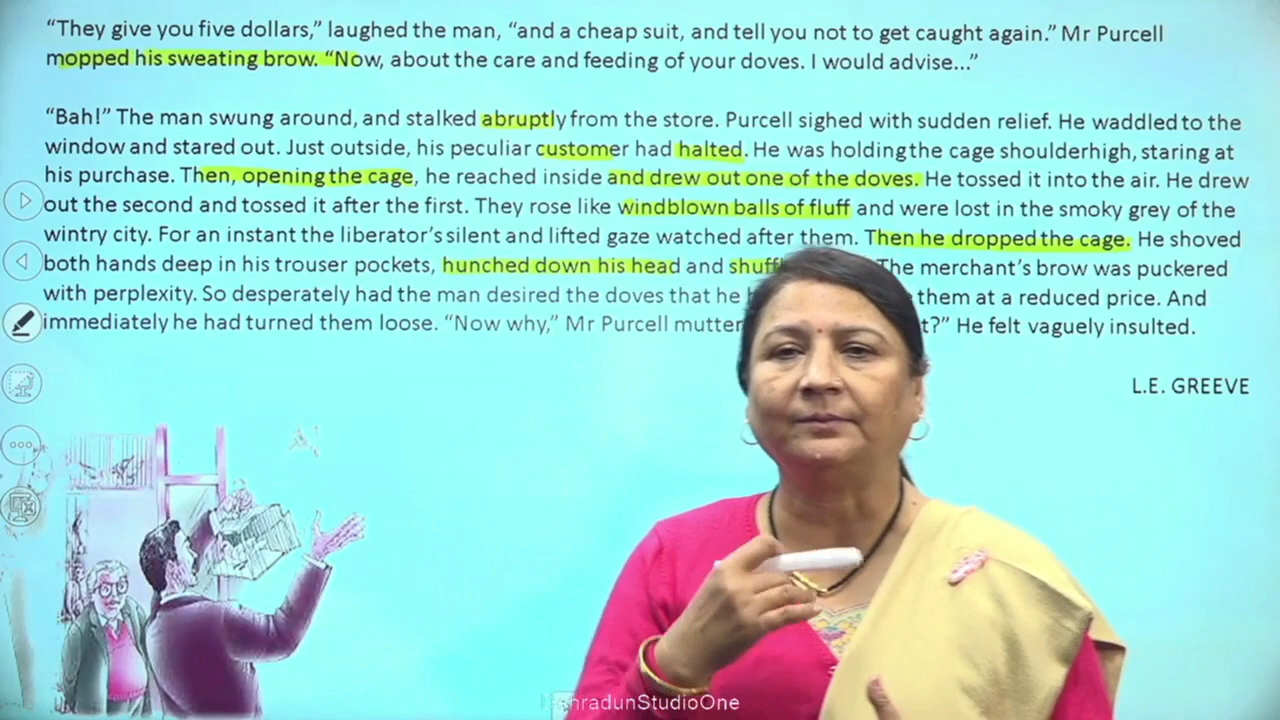 “They give you five dollars,” laughed the man, “and a cheap suit, and tell you not to get caught again.” Mr Purcell
mopped his sweating brow. “Now, about the care and feeding of your doves. I would advise...”
“Bah!” The man swung around, and stalked abruptly from the store. Purcell sighed with sudden relief. He waddled to the
window and stared out. Just outside, his peculiar customer had halted. He was holding the cage shoulderhigh, staring at
his purchase. Then, opening the cage, he reached inside and drew out one of the doves. He tossed it into the air. He drew
out the second and tossed it after the first. They rose like windblown balls of fluff and were lost in the smoky grey of the
wintry city. For an instant the liberator’s silent and lifted gaze watched after them. Then he dropped the cage. He shoved
both hands deep in his trouser pockets, hunched down his head and The merchant’s brow was puckered
with perplexity. So desperately had the man desired the doves that he them at a reduced price. And
immediately he had turned them loose. “Now why,” Mr Purcell He felt vaguely insulted.
L.E. GREEVE